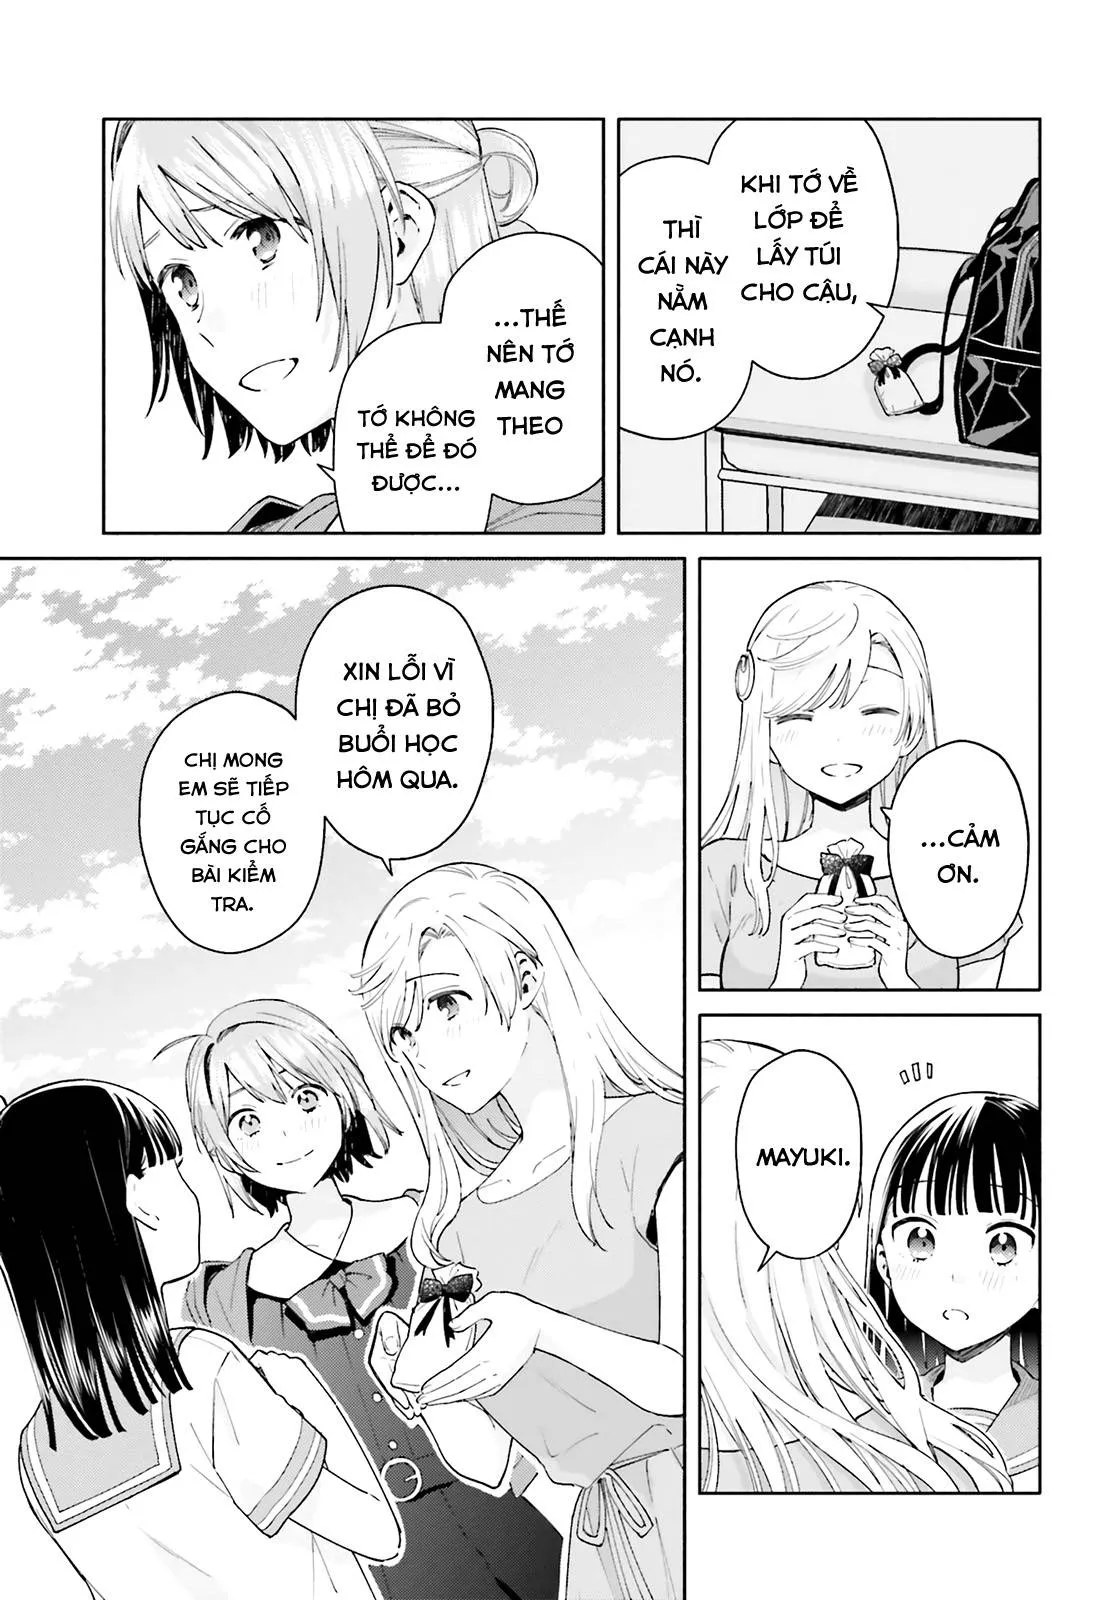 KHI TỚ VỀ
LỚP ĐỂ
LẤY TÚI
CHO CẬU,
THÌ
CÁI NÀY
NẰM
CẠNH
NÓ.
...THẾ
NÊN TỚ
MANG
THEO
TỚ KHÔNG
THỂ ĐỂ ĐÓ
ĐƯỢC...
...CẢM
ƠN.
MAYUKI.
XIN LỖI VÌ
CHỊ ĐÃ BỎ
BUỔI HỌC
HÔM QUA.
CHỊ MONG
EM SẼ TIẾP
TỤC CỐ
GẮNG CHO
BÀI KIỂM
TRA.